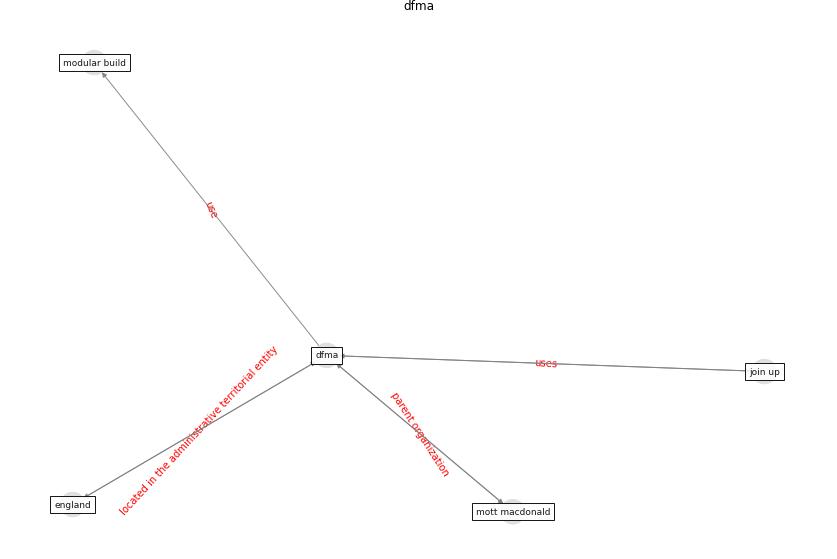 dfma
modular build
use
dfma
uses
join up
located in the administrative territorial entity
parent organization
england
mott macdonald